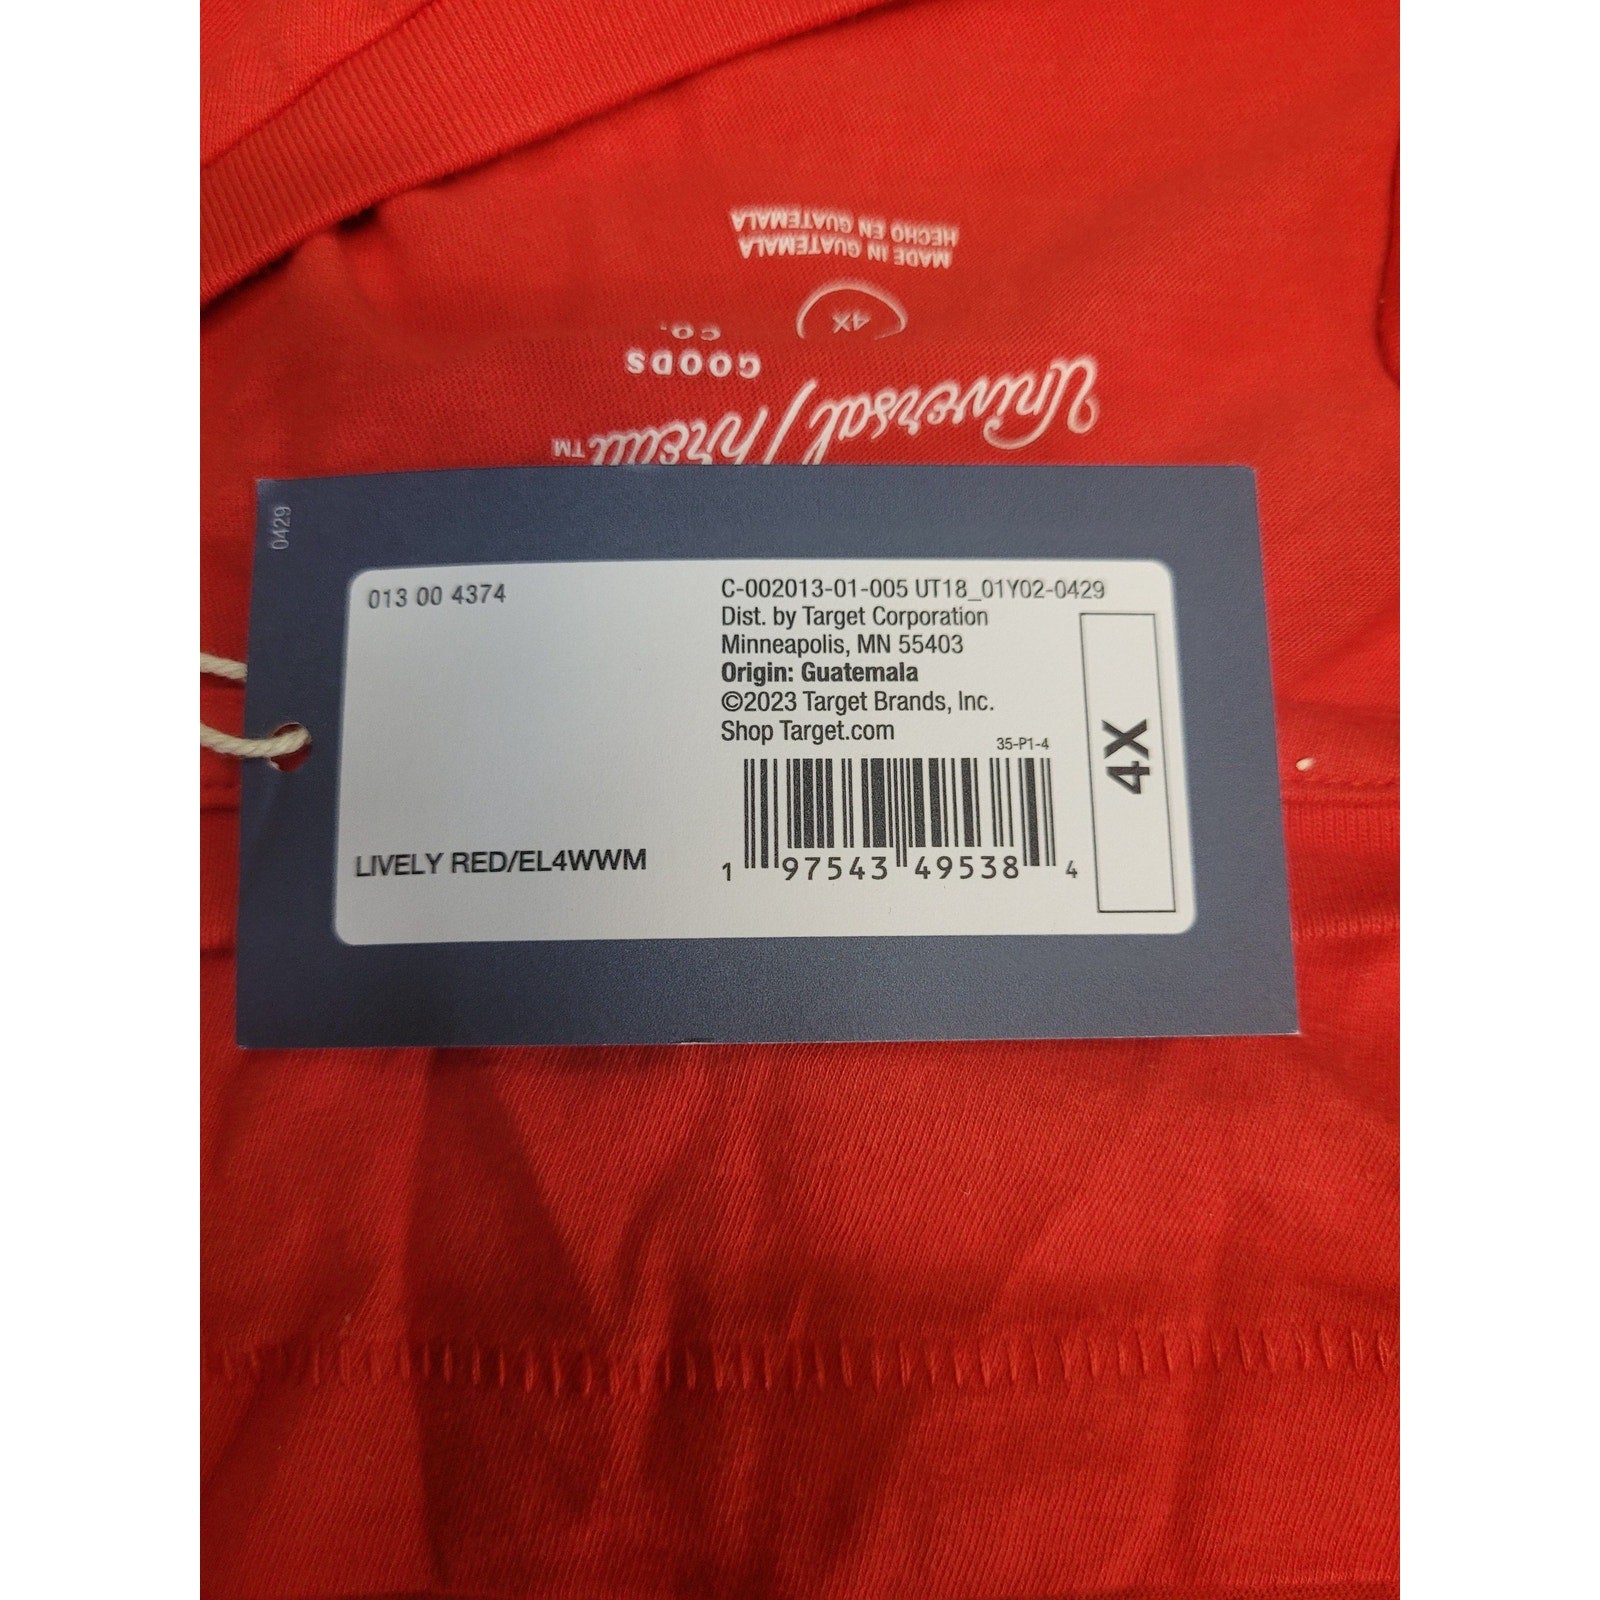 HECHO EN GUATEMALA
MADE IN GUATEMALA
4X
GOODS
CO.
Universal Thread™
0429
013 00 4374
C-002013-01-005 UT18_01Y02-0429
Dist. by Target Corporation
Minneapolis, MN 55403
Origin: Guatemala
©2023 Target Brands, Inc.
Shop Target.com
35-P1-4
4X
LIVELY RED/EL4WWM
1 97543 49538 4